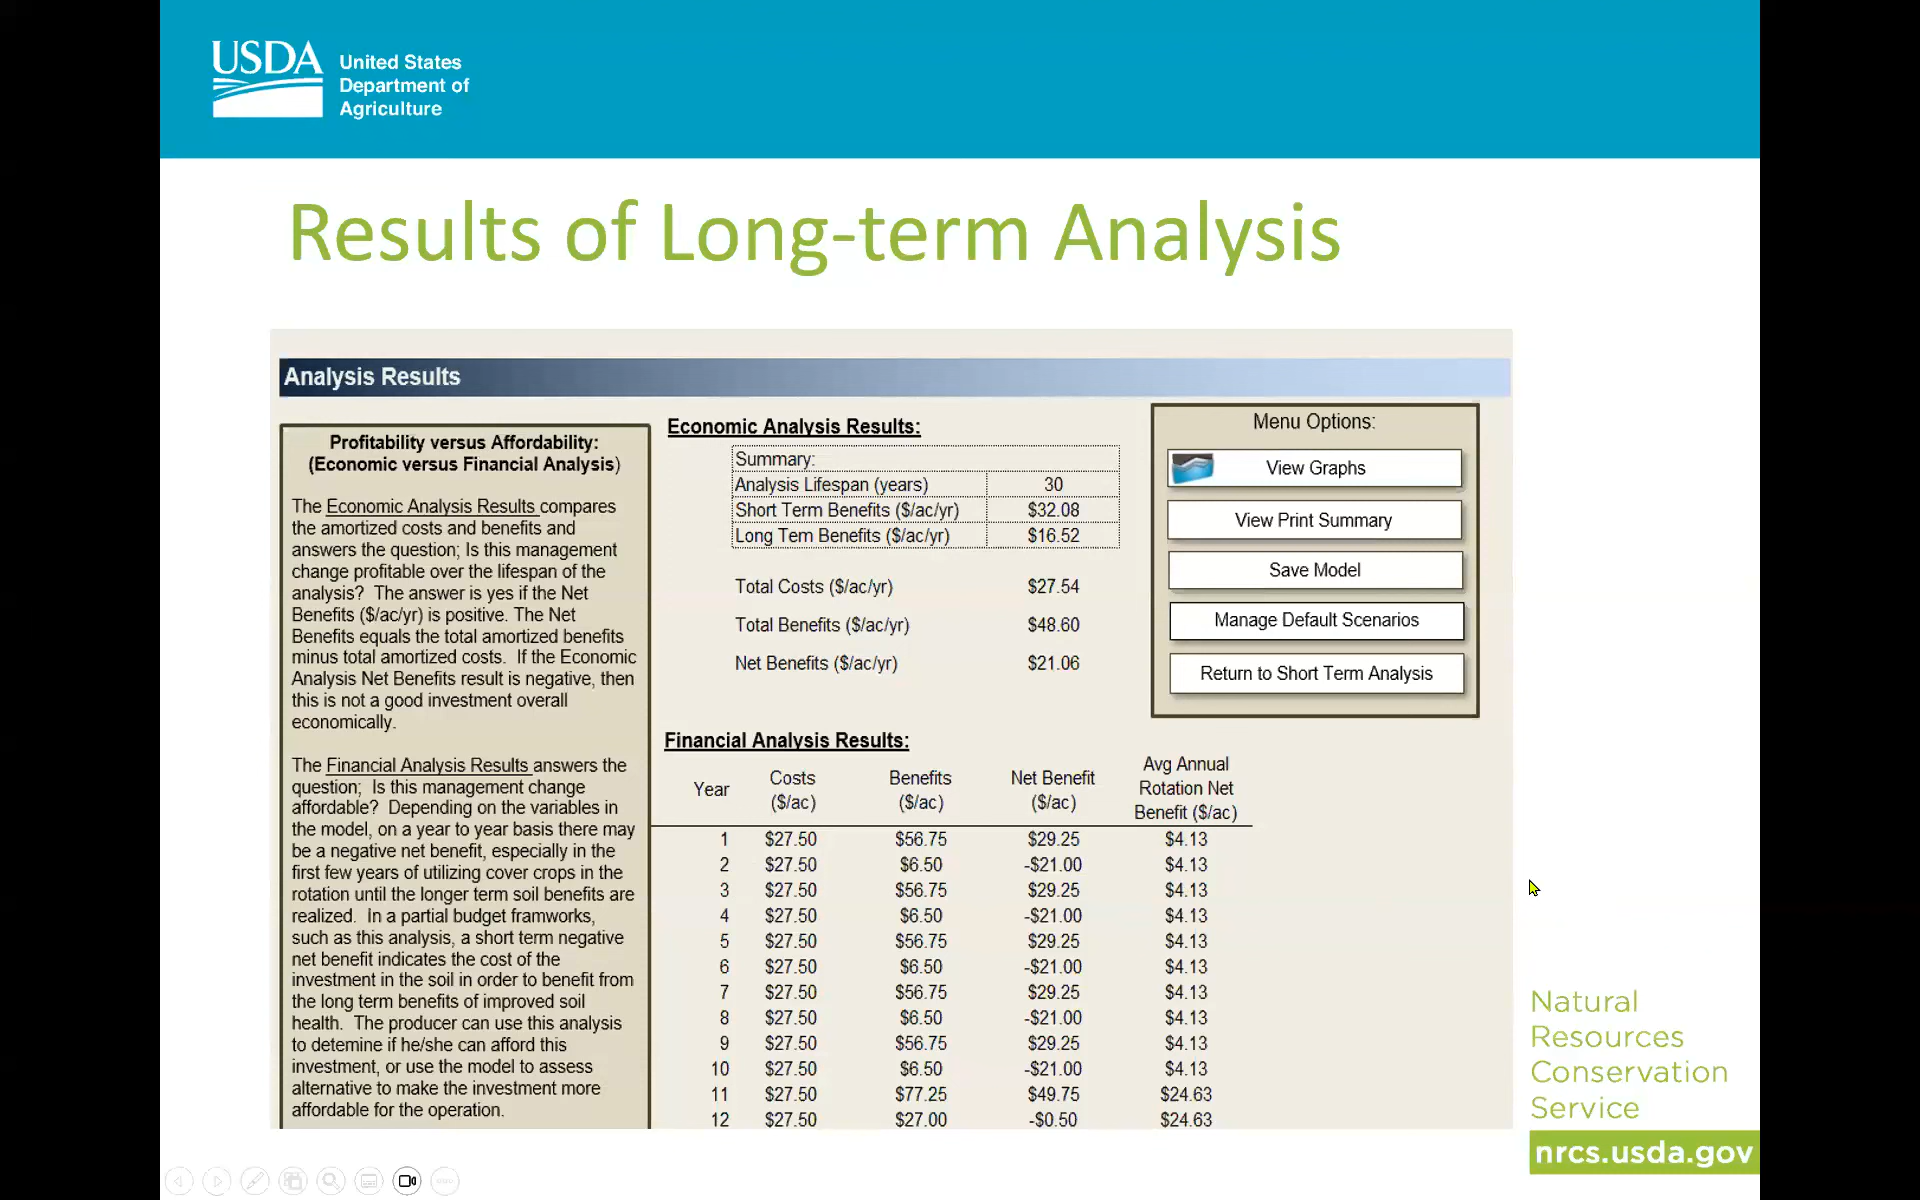 USDA
United States
Department of
Agriculture
Results of Long-term Analysis
Analysis Results
Profitability versus Affordability:
(Economic versus Financial Analysis)
The Economic Analysis Results compares
the amortized costs and benefits and
answers the question; Is this management
change profitable over the lifespan of the
analysis? The answer is yes if the Net
Benefits ($/ac/yr) is positive. The Net
Benefits equals the total amortized benefits
minus total amortized costs. If the Economic
Analysis Net Benefits result is negative, then
this is not a good investment overall
economically.
The Financial Analysis Results answers the
question; Is this management change
affordable? Depending on the variables in
the model, on a year to year basis there may
be a negative net benefit, especially in the
first few years of utilizing cover crops in the
rotation until the longer term soil benefits are
realized. In a partial budget framworks,
such as this analysis, a short term negative
net benefit indicates the cost of the
investment in the soil in order to benefit from
the long term benefits of improved soil
health. The producer can use this analysis
to detemine if he/she can afford this
investment, or use the model to assess
alternative to make the investment more
affordable for the operation.
Economic Analysis Results:
Summary:
Analysis Lifespan (years) 30
Short Term Benefits ($/ac/yr) $32.08
Long Tem Benefits ($/ac/yr) $16.52
Total Costs ($/ac/yr) $27.54
Total Benefits ($/ac/yr) $48.60
Net Benefits ($/ac/yr) $21.06
Menu Options:
View Graphs
View Print Summary
Save Model
Manage Default Scenarios
Return to Short Term Analysis
Financial Analysis Results:
Year Costs ($/ac) Benefits ($/ac) Net Benefit ($/ac) Avg Annual Rotation Net Benefit ($/ac)
1 $27.50 $56.75 $29.25 $4.13
2 $27.50 $6.50 -$21.00 $4.13
3 $27.50 $56.75 $29.25 $4.13
4 $27.50 $6.50 -$21.00 $4.13
5 $27.50 $56.75 $29.25 $4.13
6 $27.50 $6.50 -$21.00 $4.13
7 $27.50 $56.75 $29.25 $4.13
8 $27.50 $6.50 -$21.00 $4.13
9 $27.50 $56.75 $29.25 $4.13
10 $27.50 $6.50 -$21.00 $4.13
11 $27.50 $77.25 $49.75 $24.63
12 $27.50 $27.00 -$0.50 $24.63
Natural
Resources
Conservation
Service
nrcs.usda.gov